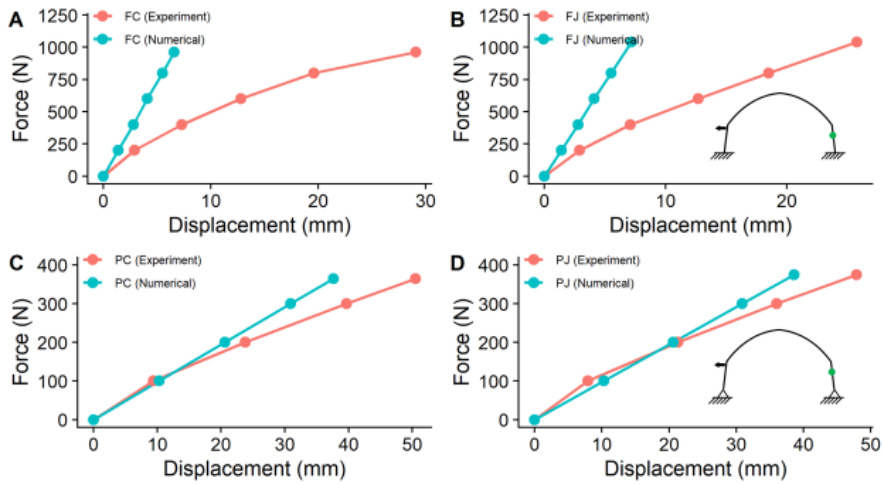 A
FC (Experiment)
FC (Numerical)
Force (N)
1000
750
500
250
0
0 10 20 30
Displacement (mm)
B
FJ (Experiment)
FJ (Numerical)
Force (N)
1250
1000
750
500
250
0
0 10 20
Displacement (mm)
C
PC (Experiment)
PC (Numerical)
Force (N)
400
300
200
100
0
0 10 20 30 40 50
Displacement (mm)
D
PJ (Experiment)
PJ (Numerical)
Force (N)
400
300
200
100
0
0 10 20 30 40 50
Displacement (mm)